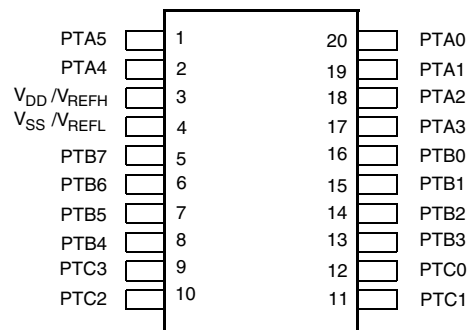 PTA5 1 20 PTA0
PTA4 2 19 PTA1
VDD /VREFH 3 18 PTA2
VSS /VREFL 4 17 PTA3
PTB7 5 16 PTB0
PTB6 6 15 PTB1
PTB5 7 14 PTB2
PTB4 8 13 PTB3
PTC3 9 12 PTC0
PTC2 10 11 PTC1